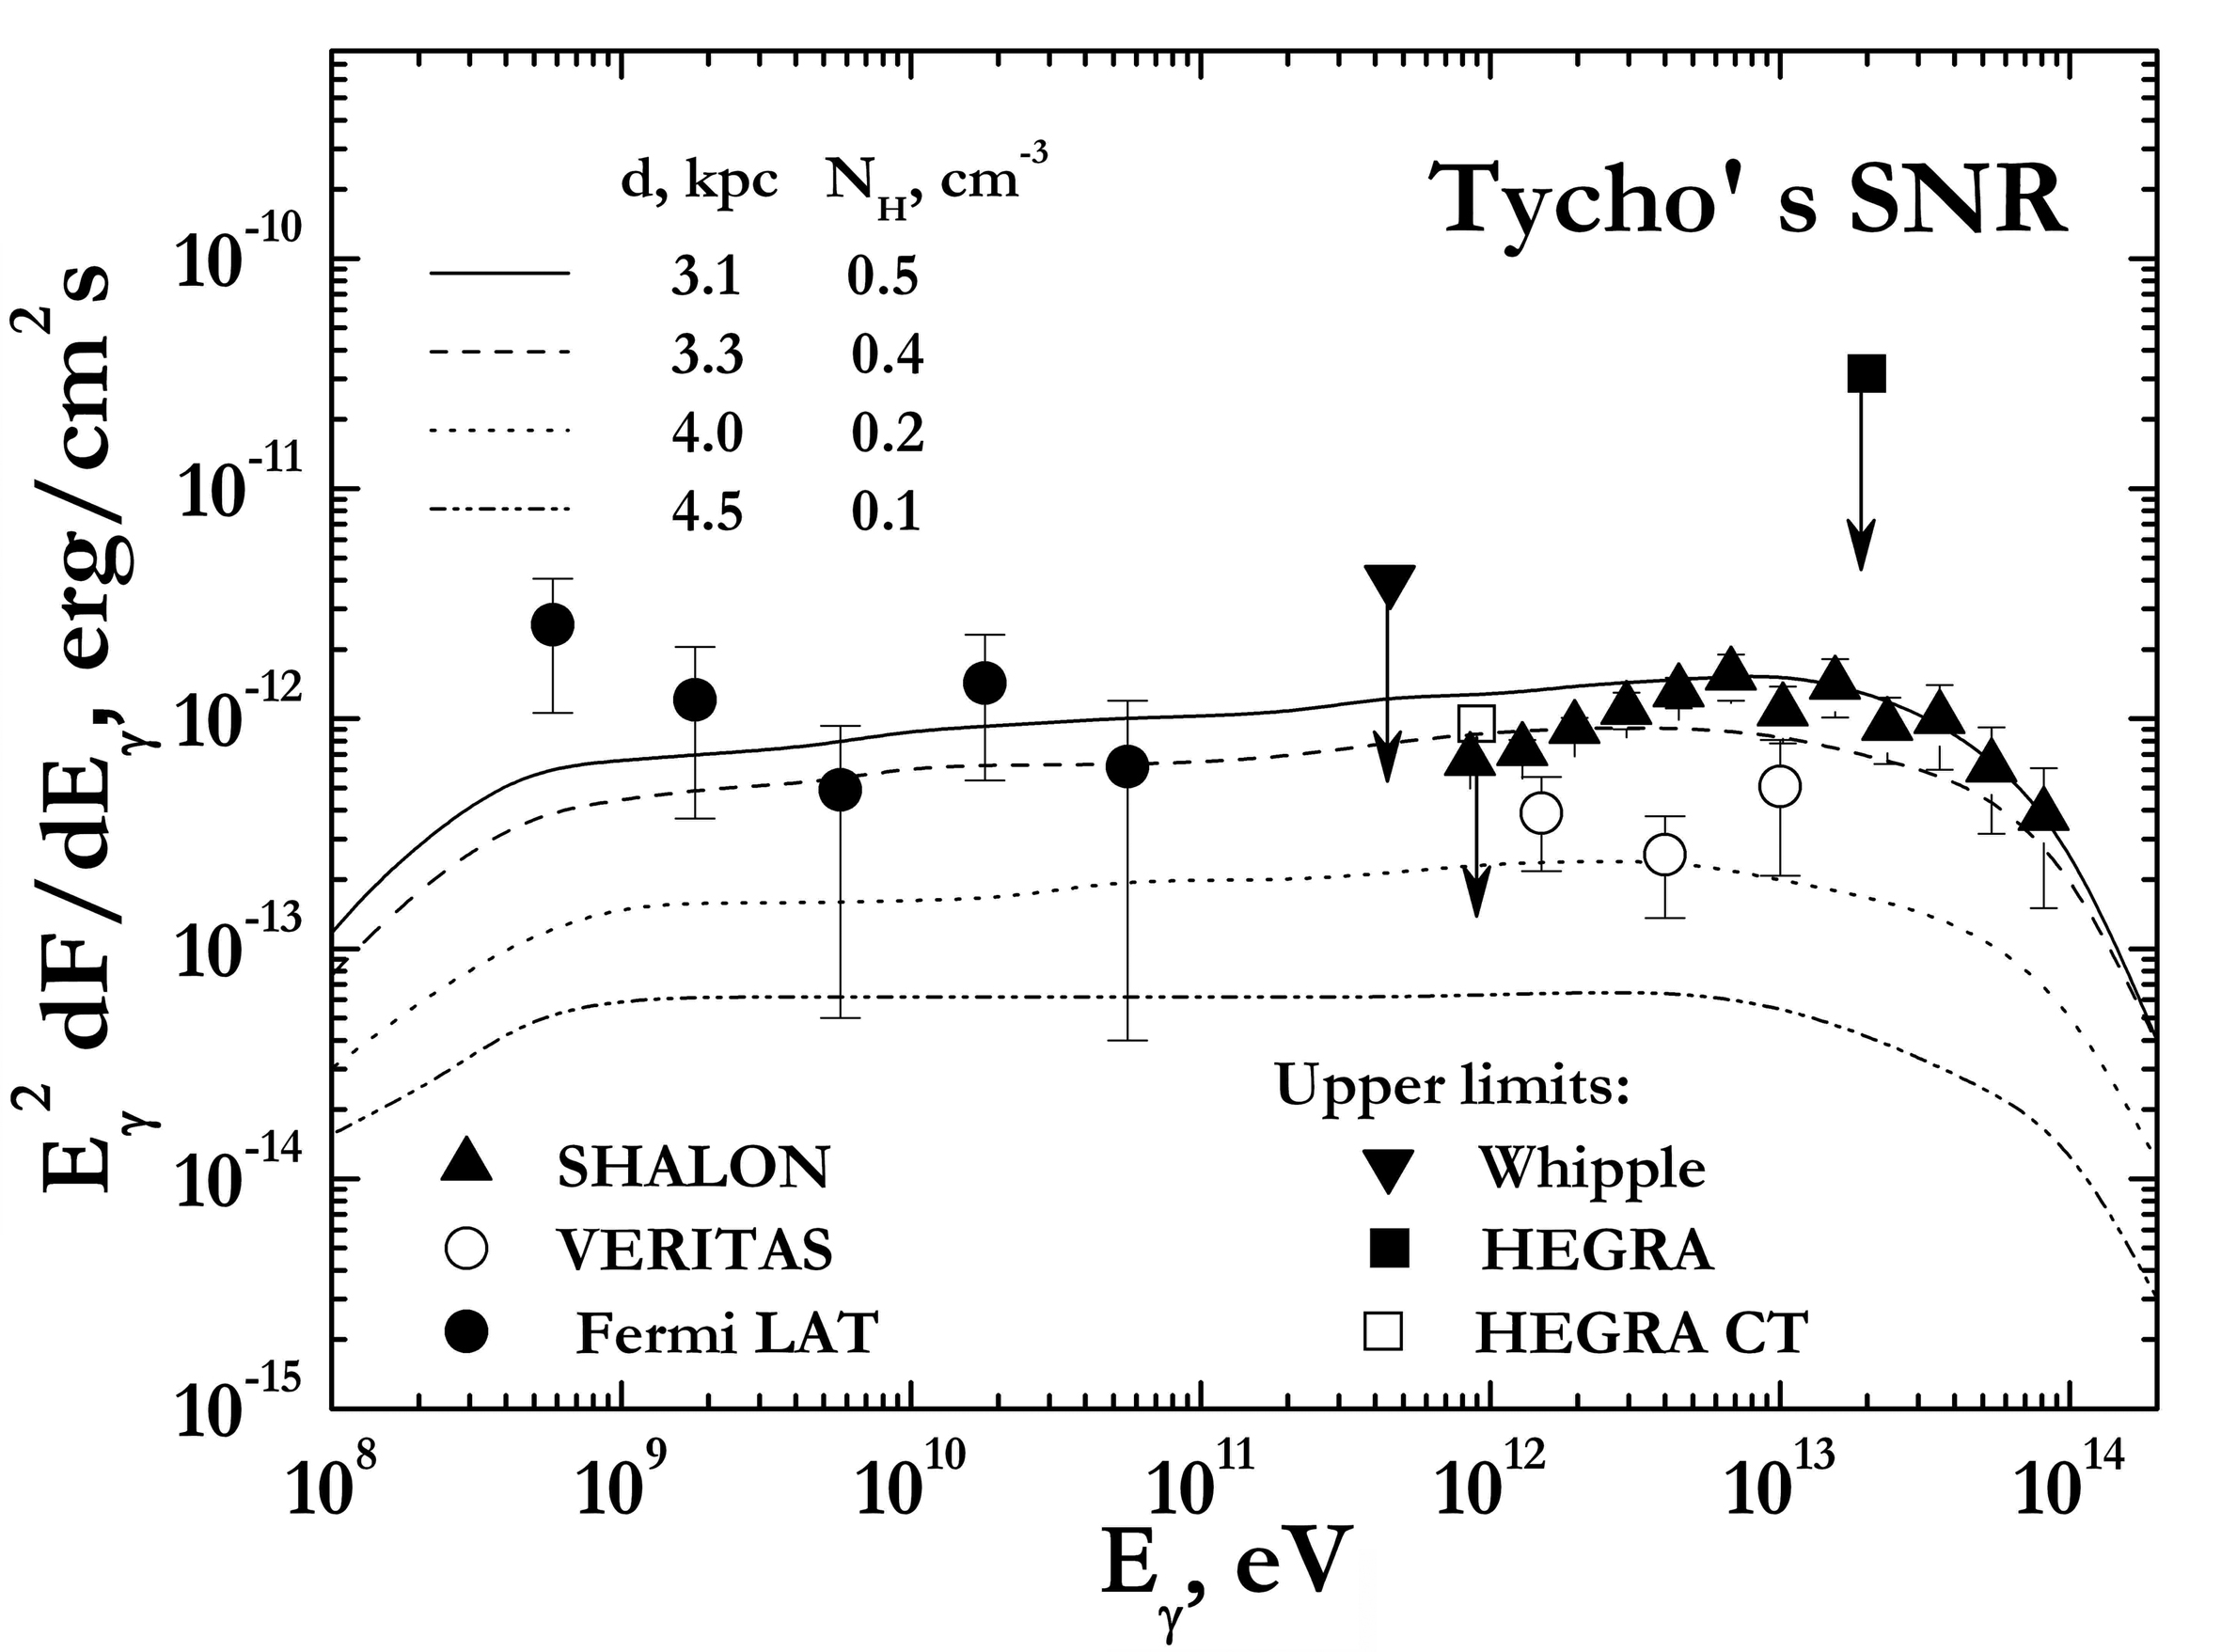 Tycho' s SNR
d, kpc N_H, cm^-3
3.1 0.5
3.3 0.4
4.0 0.2
4.5 0.1
E_γ^2 dF/dE_γ, erg/cm^2 s
10^-10
10^-11
10^-12
10^-13
10^-14
10^-15
SHALON
VERITAS
Fermi LAT
Upper limits:
Whipple
HEGRA
HEGRA CT
10^8 10^9 10^10 10^11 10^12 10^13 10^14
E_γ, eV